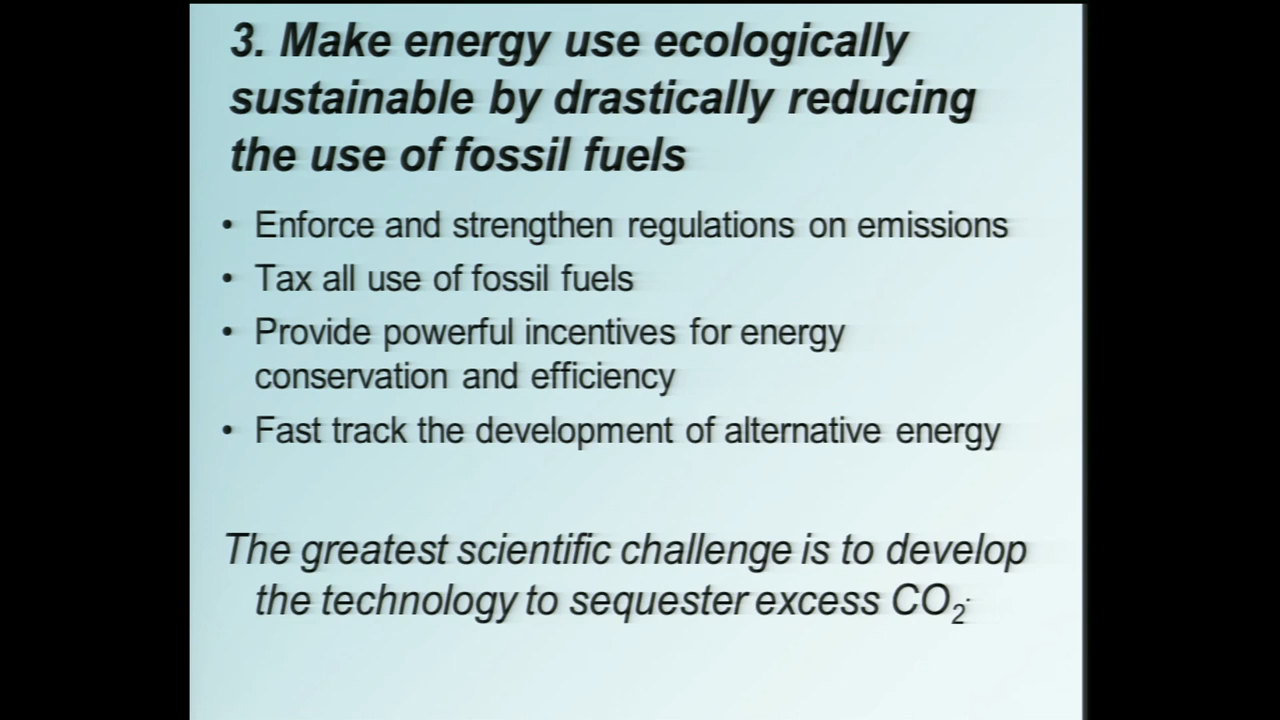 3. Make energy use ecologically
sustainable by drastically reducing
the use of fossil fuels
• Enforce and strengthen regulations on emissions
• Tax all use of fossil fuels
• Provide powerful incentives for energy
conservation and efficiency
• Fast track the development of alternative energy
The greatest scientific challenge is to develop
the technology to sequester excess CO₂.